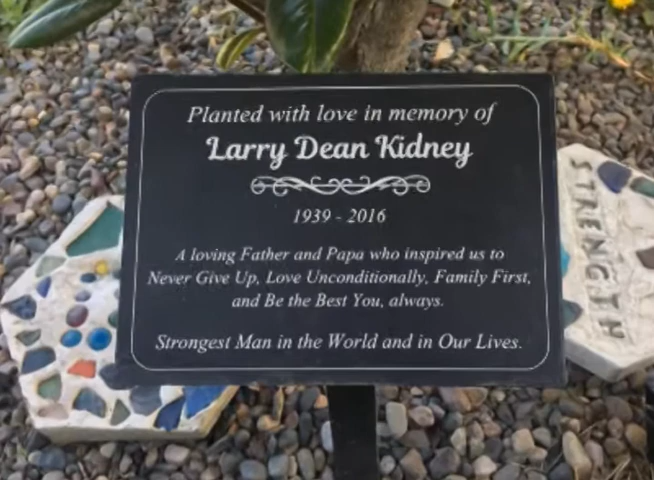 Planted with love in memory of
Larry Dean Kidney
1939 - 2016
A loving Father and Papa who inspired us to
Never Give Up, Love Unconditionally, Family First,
and Be the Best You, always.
Strongest Man in the World and in Our Lives.
STRENGTH